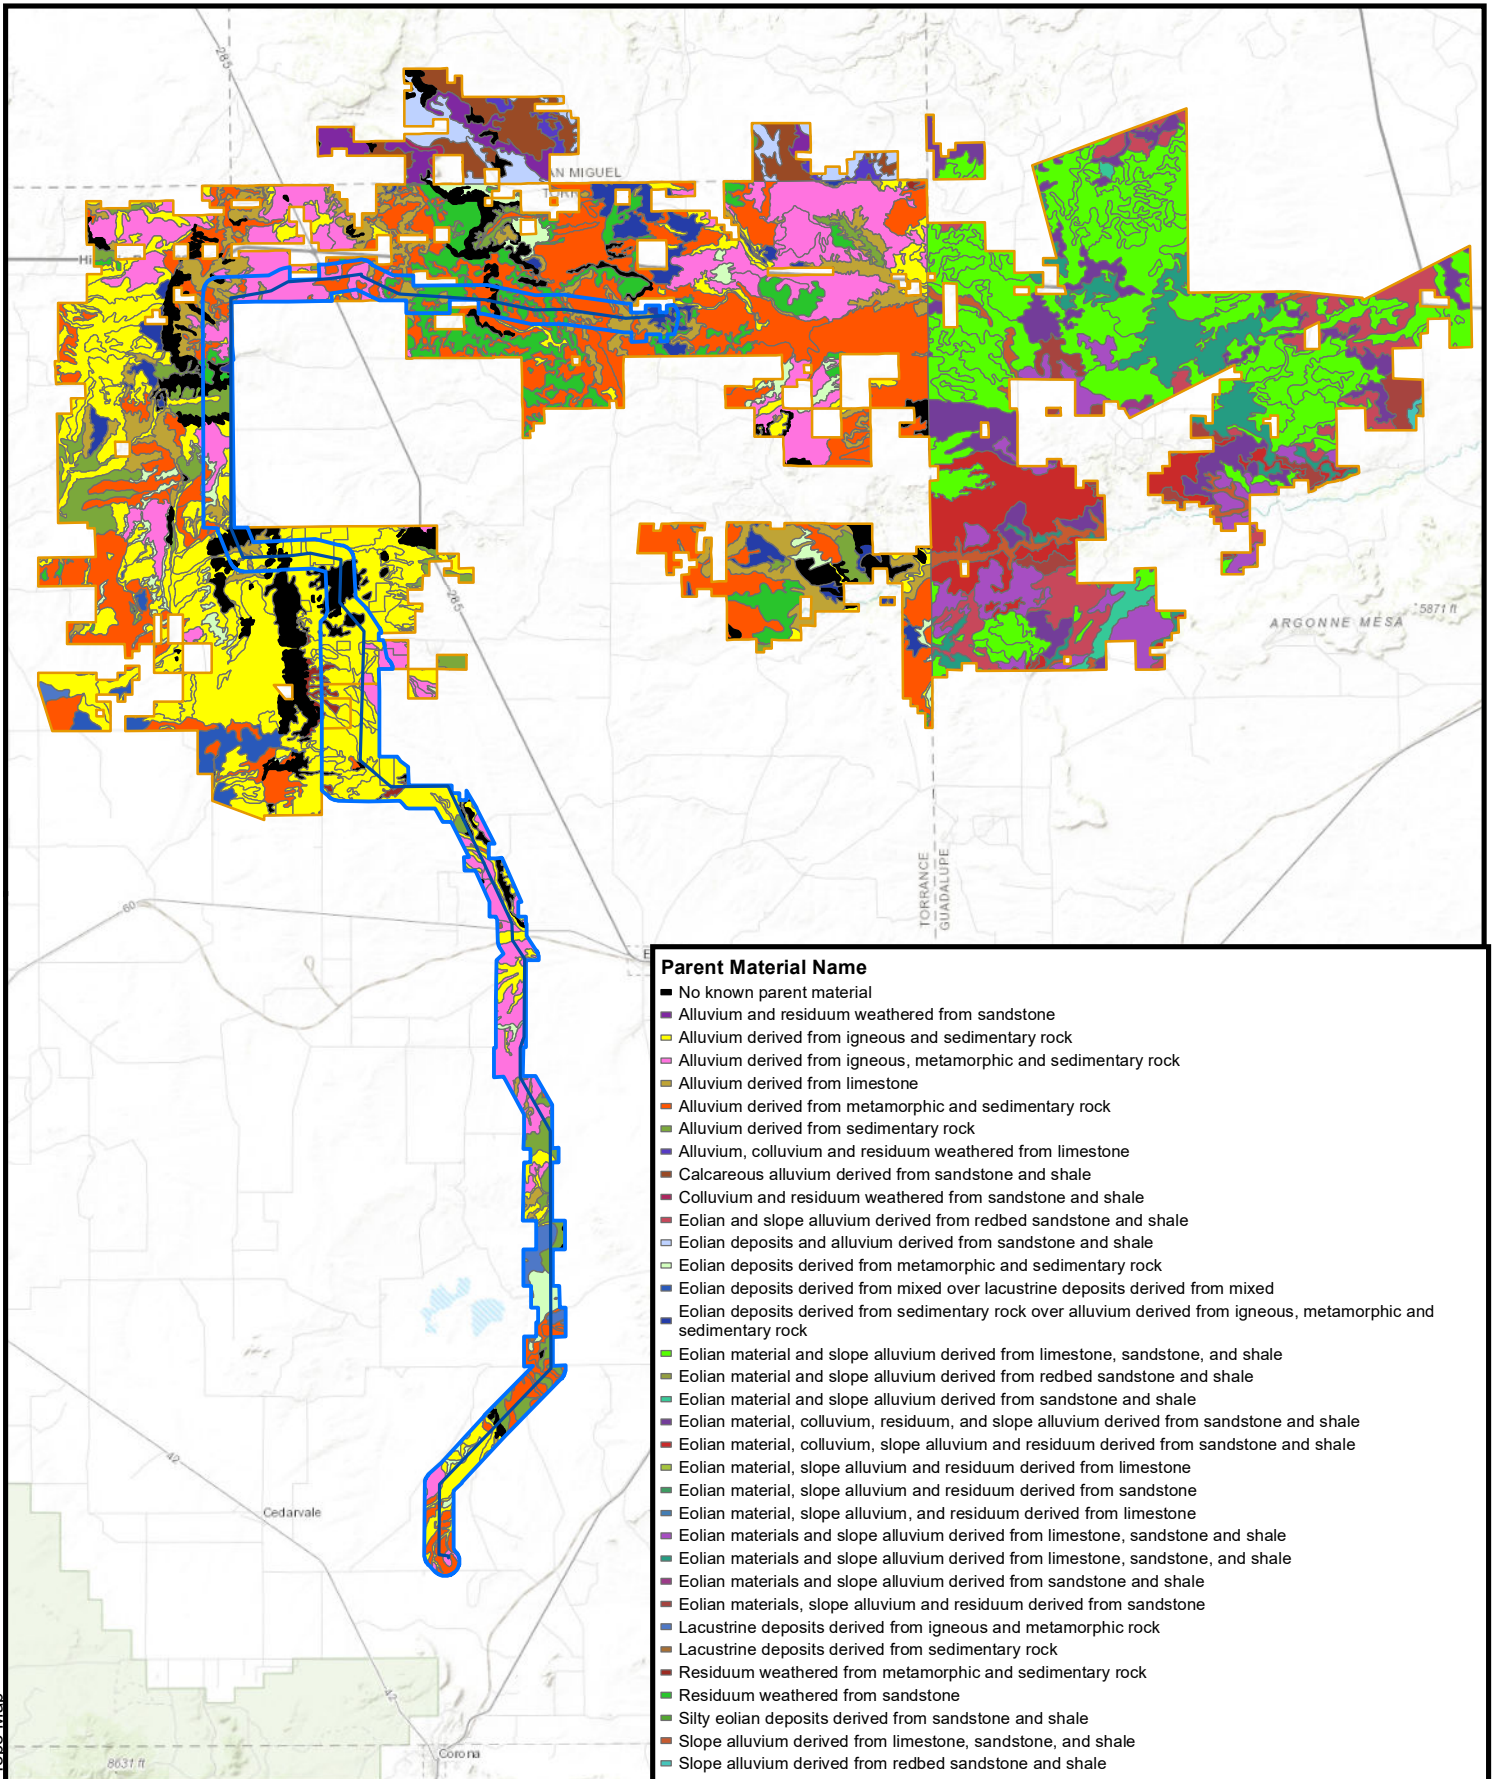 285
AN MIGUEL
TORR
Hi
285
5871 ft
ARGONNE MESA
TORRANCE
GUADALUPE
60
E
Parent Material Name
No known parent material
Alluvium and residuum weathered from sandstone
Alluvium derived from igneous and sedimentary rock
Alluvium derived from igneous, metamorphic and sedimentary rock
Alluvium derived from limestone
Alluvium derived from metamorphic and sedimentary rock
Alluvium derived from sedimentary rock
Alluvium, colluvium and residuum weathered from limestone
Calcareous alluvium derived from sandstone and shale
Colluvium and residuum weathered from sandstone and shale
Eolian and slope alluvium derived from redbed sandstone and shale
Eolian deposits and alluvium derived from sandstone and shale
Eolian deposits derived from metamorphic and sedimentary rock
Eolian deposits derived from mixed over lacustrine deposits derived from mixed
Eolian deposits derived from sedimentary rock over alluvium derived from igneous, metamorphic and
sedimentary rock
Eolian material and slope alluvium derived from limestone, sandstone, and shale
Eolian material and slope alluvium derived from redbed sandstone and shale
Eolian material and slope alluvium derived from sandstone and shale
Eolian material, colluvium, residuum, and slope alluvium derived from sandstone and shale
Eolian material, colluvium, slope alluvium and residuum derived from sandstone and shale
Eolian material, slope alluvium and residuum derived from limestone
Eolian material, slope alluvium and residuum derived from sandstone
Eolian material, slope alluvium, and residuum derived from limestone
Eolian materials and slope alluvium derived from limestone, sandstone and shale
Eolian materials and slope alluvium derived from limestone, sandstone, and shale
Eolian materials and slope alluvium derived from sandstone and shale
Eolian materials, slope alluvium and residuum derived from sandstone
Lacustrine deposits derived from igneous and metamorphic rock
Lacustrine deposits derived from sedimentary rock
Residuum weathered from metamorphic and sedimentary rock
Residuum weathered from sandstone
Silty eolian deposits derived from sandstone and shale
Slope alluvium derived from limestone, sandstone, and shale
Slope alluvium derived from redbed sandstone and shale
42
Cedarvale
42
Corona
8631 ft